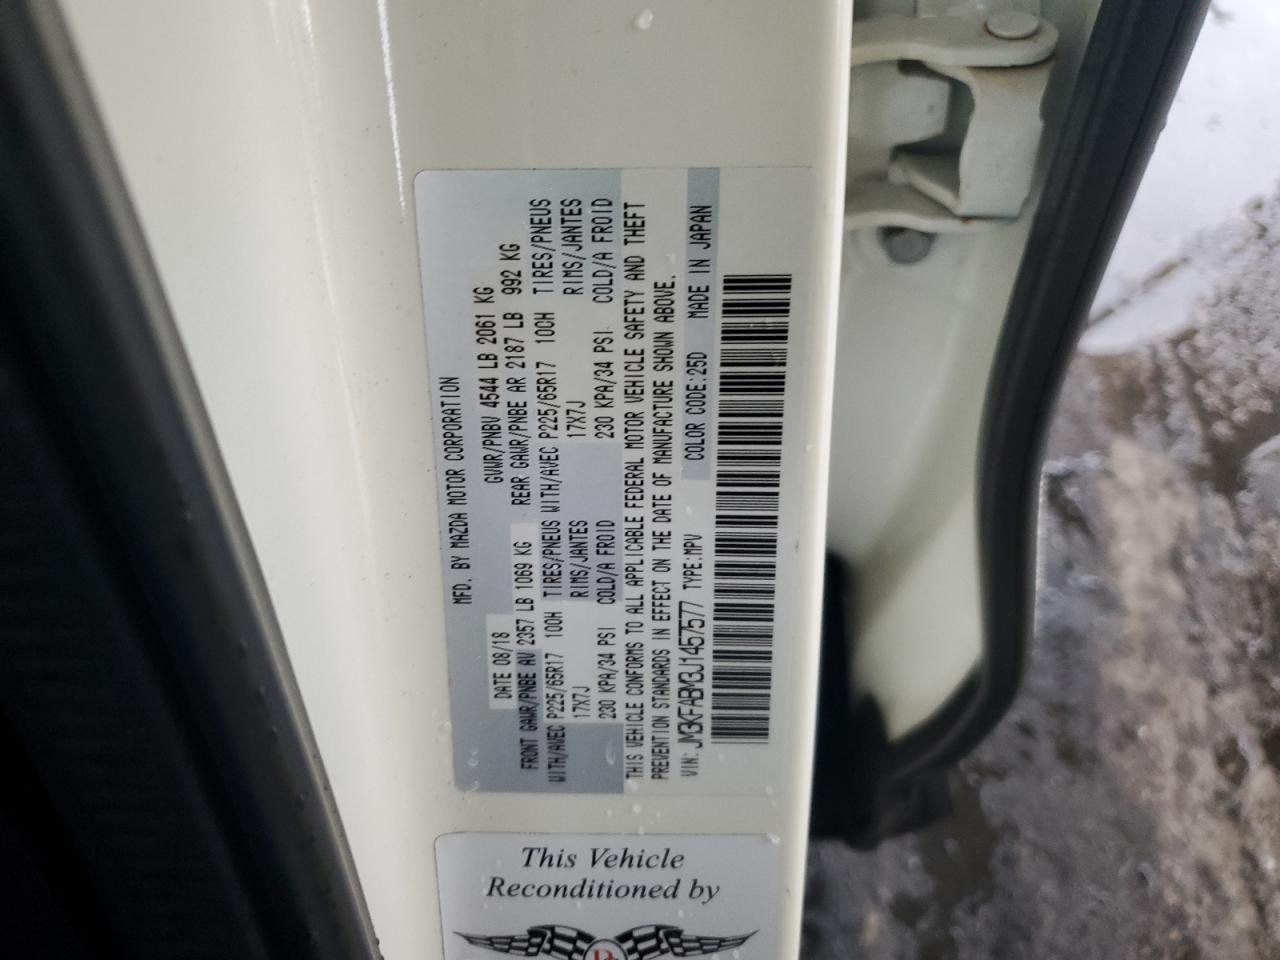 MFD. BY MAZDA MOTOR CORPORATION
DATE 08/18 GVWR/PNBV 4544 LB 2061 KG
FRONT GAWR/PNBE AV 2357 LB 1069 KG REAR GAWR/PNBE AR 2187 LB 992 KG
WITH/AVEC P225/65R17 100H TIRES/PNEUS WITH/AVEC P225/65R17 100H TIRES/PNEUS
17X7J RIMS/JANTES 17X7J RIMS/JANTES
230 KPA/34 PSI COLD/A FROID 230 KPA/34 PSI COLD/A FROID
THIS VEHICLE CONFORMS TO ALL APPLICABLE FEDERAL MOTOR VEHICLE SAFETY AND THEFT
PREVENTION STANDARDS IN EFFECT ON THE DATE OF MANUFACTURE SHOWN ABOVE.
VIN: JM3KFABM3J1457577 TYPE:MPV COLOR CODE:25D MADE IN JAPAN
This Vehicle
Reconditioned by